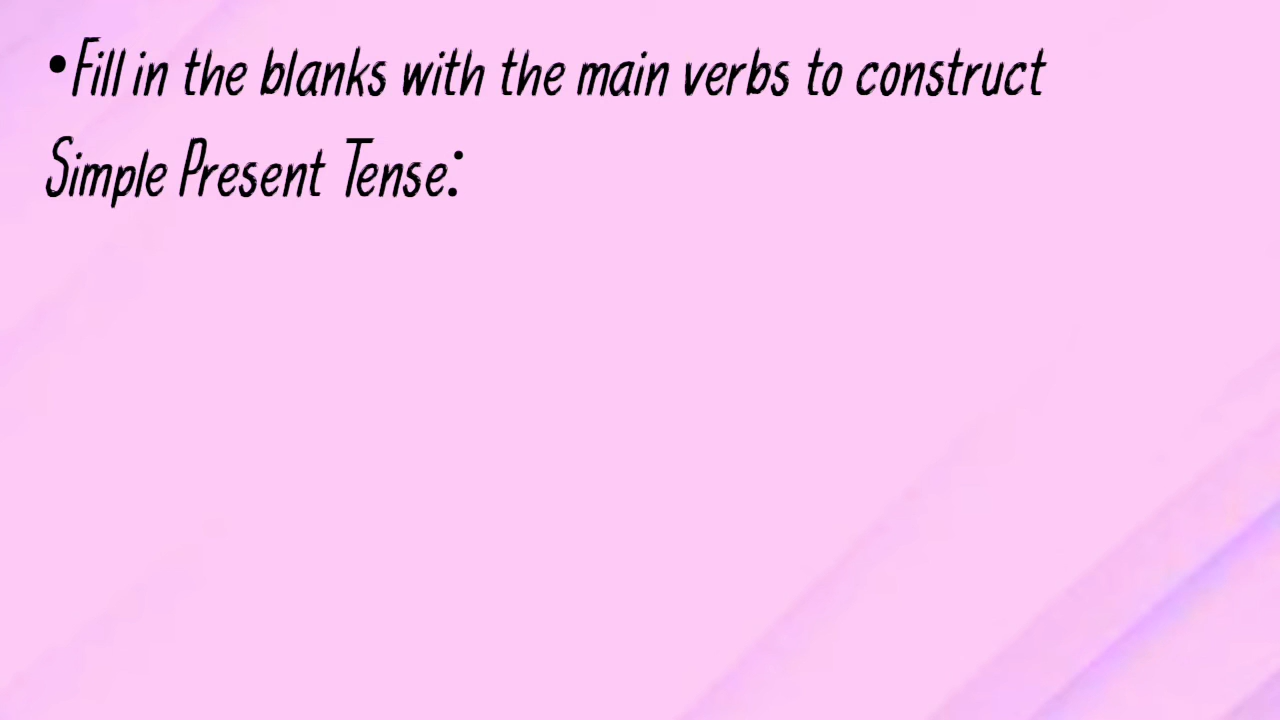 •Fill in the blanks with the main verbs to construct
Simple Present Tense: